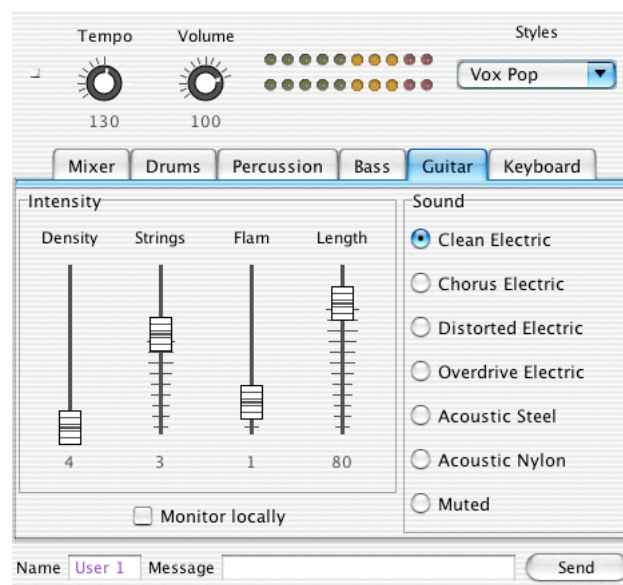 Tempo Volume Styles
Vox Pop
130 100
Mixer Drums Percussion Bass Guitar Keyboard
Intensity
Density Strings Flam Length
4 3 1 80
Monitor locally
Sound
Clean Electric
Chorus Electric
Distorted Electric
Overdrive Electric
Acoustic Steel
Acoustic Nylon
Muted
Name User 1 Message Send